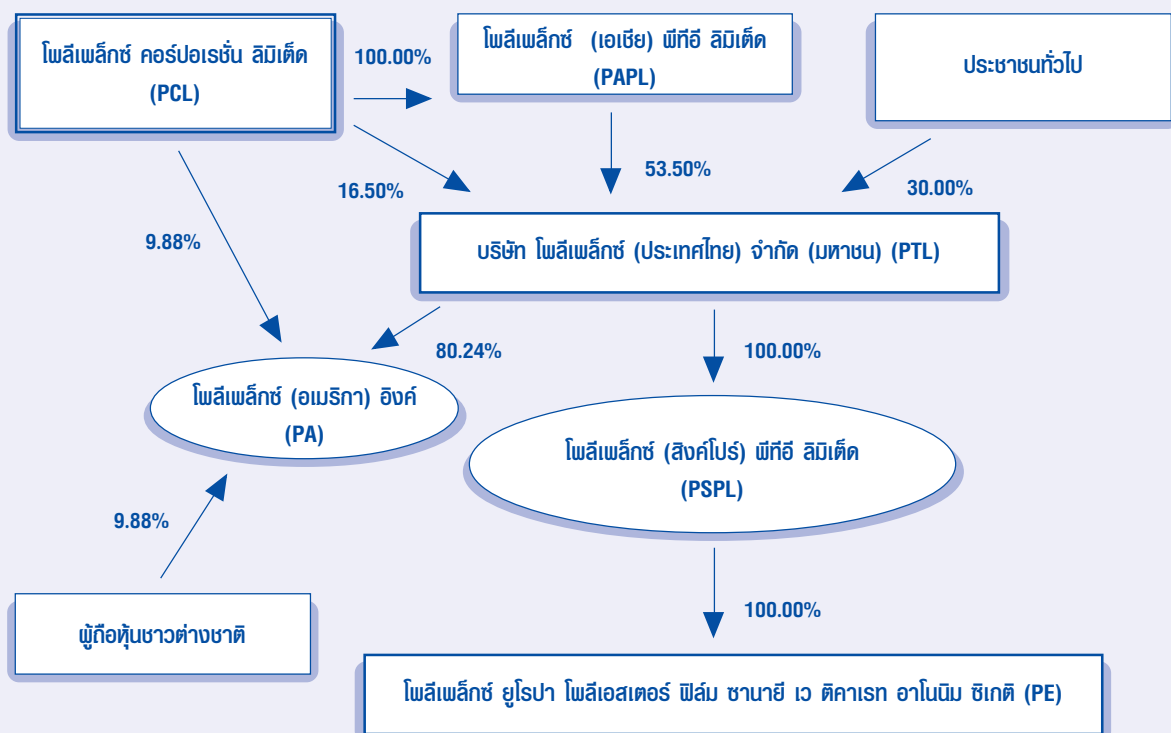 โพลีเพล็กซ์ คอร์ปอเรชั่น ลิมิเต็ด
(PCL)
100.00%
โพลีเพล็กซ์ (เอเชีย) พีทีอี ลิมิเต็ด
(PAPL)
ประชาชนทั่วไป
16.50%
53.50%
30.00%
9.88%
บริษัท โพลีเพล็กซ์ (ประเทศไทย) จำกัด (มหาชน) (PTL)
80.24%
100.00%
โพลีเพล็กซ์ (อเมริกา) อิงค์
(PA)
โพลีเพล็กซ์ (สิงค์โปร์) พีทีอี ลิมิเต็ด
(PSPL)
9.88%
100.00%
ผู้ถือหุ้นชาวต่างชาติ
โพลีเพล็กซ์ ยูโรปา โพลีเอสเตอร์ ฟิล์ม ซานายี เว ติคาเรท อาโนนิม ซิเกติ (PE)